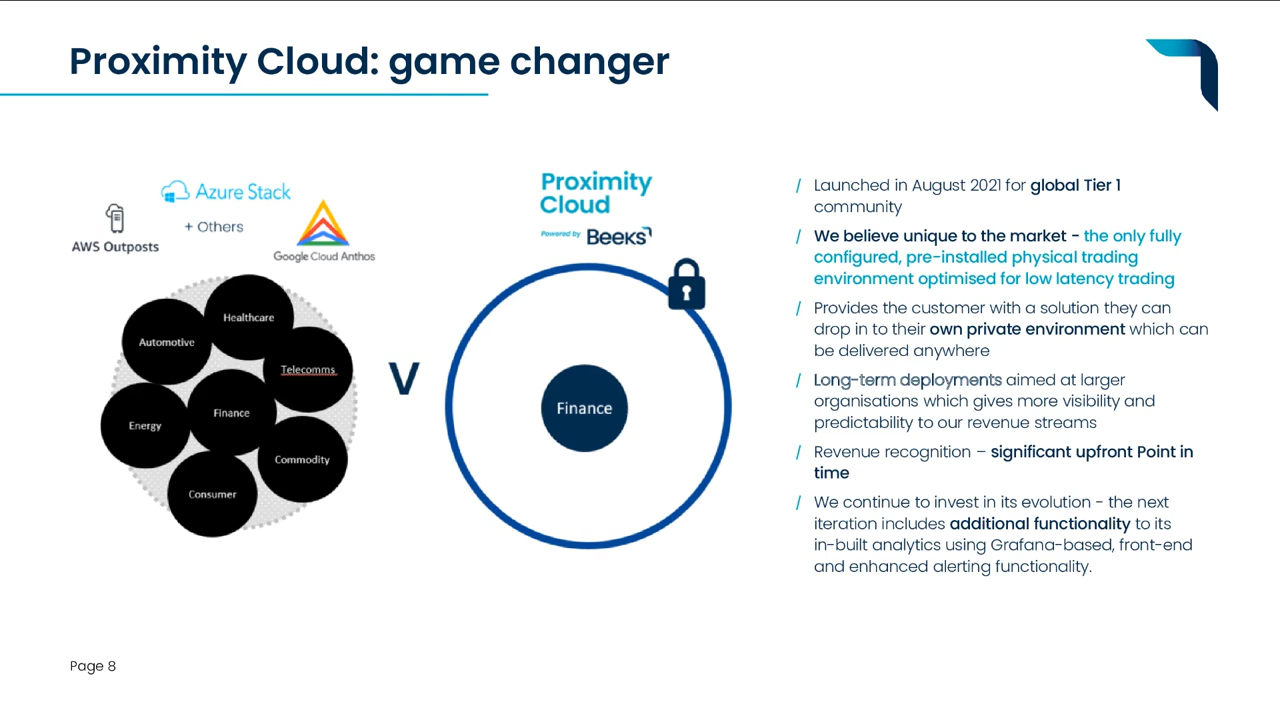 Proximity Cloud: game changer
Azure Stack
+ Others
AWS Outposts
Google Cloud Anthos
Healthcare
Automotive
Telecomms
Finance
Energy
Commodity
Consumer
V
Proximity
Cloud
Powered by Beeks
Finance
/ Launched in August 2021 for global Tier 1
community
/ We believe unique to the market - the only fully
configured, pre-installed physical trading
environment optimised for low latency trading
/ Provides the customer with a solution they can
drop in to their own private environment which can
be delivered anywhere
/ Long-term deployments aimed at larger
organisations which gives more visibility and
predictability to our revenue streams
/ Revenue recognition – significant upfront Point in
time
/ We continue to invest in its evolution - the next
iteration includes additional functionality to its
in-built analytics using Grafana-based, front-end
and enhanced alerting functionality.
Page 8